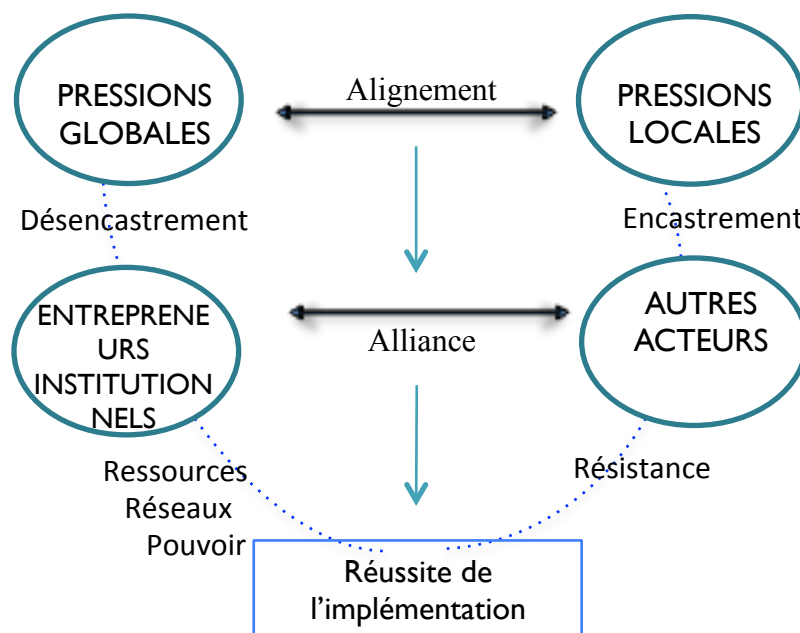 PRESSIONS
GLOBALES
Alignement
PRESSIONS
LOCALES
Désencastrement
Encastrement
ENTREPRENE
URS
INSTITUTION
NELS
Alliance
AUTRES
ACTEURS
Ressources
Réseaux
Pouvoir
Résistance
Réussite de
l'implémentation